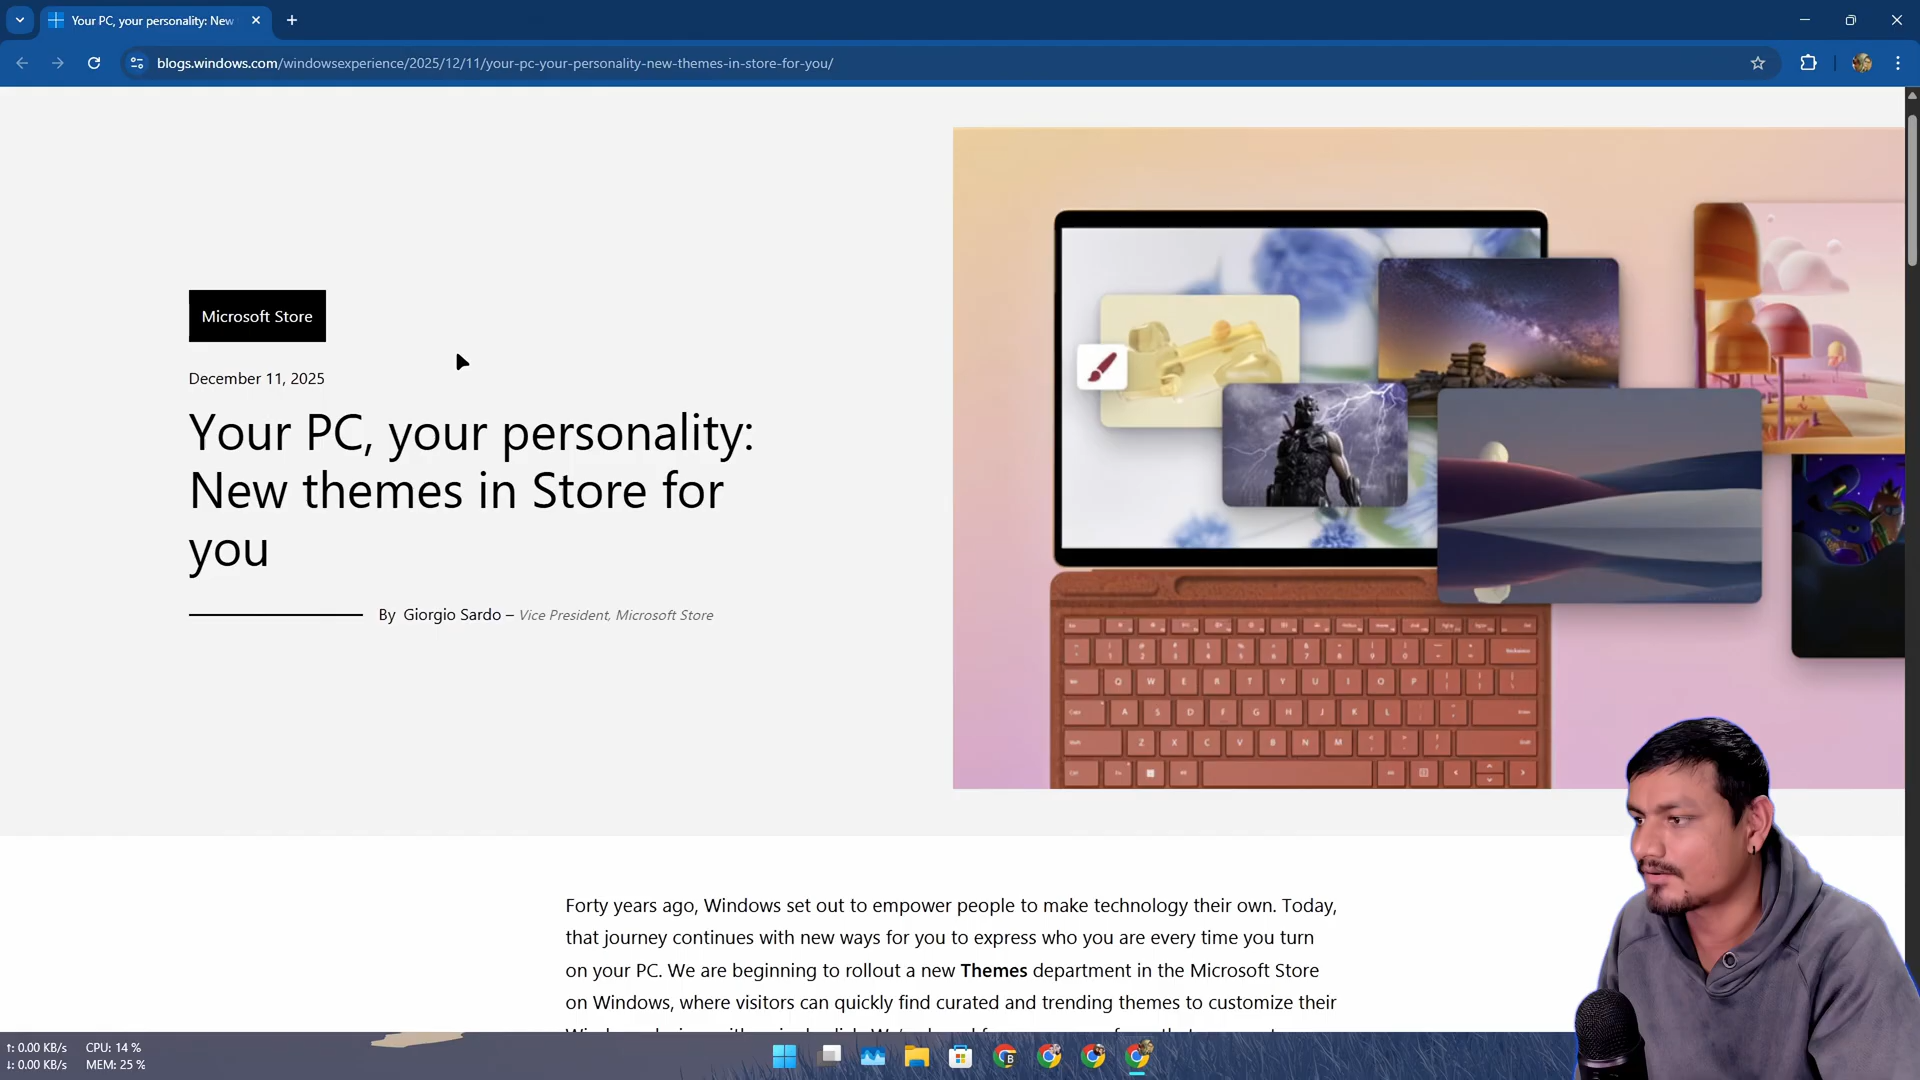 Your PC, your personality: New
blogs.windows.com/windowsexperience/2025/12/11/your-pc-your-personality-new-themes-in-store-for-you/
Microsoft Store
December 11, 2025
Your PC, your personality:
New themes in Store for
you
By Giorgio Sardo – Vice President, Microsoft Store
Q W E R T Y U I O P
A S D F G H J K L
Z X C V B N M
Forty years ago, Windows set out to empower people to make technology their own. Today,
that journey continues with new ways for you to express who you are every time you turn
on your PC. We are beginning to rollout a new Themes department in the Microsoft Store
on Windows, where visitors can quickly find curated and trending themes to customize their
↑: 0.00 KB/s CPU: 14 %
↓: 0.00 KB/s MEM: 25 %
B